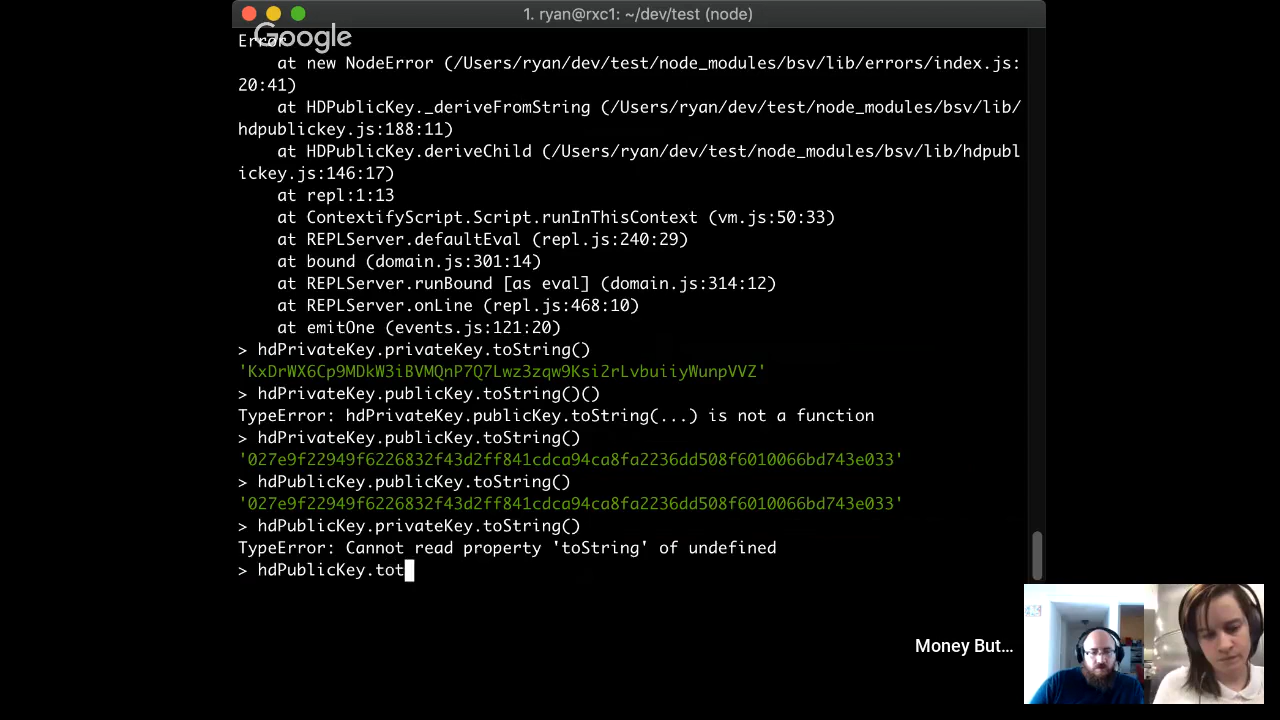 1. ryan@rxc1: ~/dev/test (node)
Google
Error
at new NodeError (/Users/ryan/dev/test/node_modules/bsv/lib/errors/index.js:
20:41)
at HDPublicKey._deriveFromString (/Users/ryan/dev/test/node_modules/bsv/lib/
hdpublickey.js:188:11)
at HDPublicKey.deriveChild (/Users/ryan/dev/test/node_modules/bsv/lib/hdpubl
ickey.js:146:17)
at repl:1:13
at ContextifyScript.Script.runInThisContext (vm.js:50:33)
at REPLServer.defaultEval (repl.js:240:29)
at bound (domain.js:301:14)
at REPLServer.runBound [as eval] (domain.js:314:12)
at REPLServer.onLine (repl.js:468:10)
at emitOne (events.js:121:20)
> hdPrivateKey.privateKey.toString()
'KxDrWX6Cp9MDkW3iBVMQnP7Q7Lwz3zqw9Ksi2rLvbuiiyWunpVVZ'
> hdPrivateKey.publicKey.toString()()
TypeError: hdPrivateKey.publicKey.toString(...) is not a function
> hdPrivateKey.publicKey.toString()
'027e9f22949f6226832f43d2ff841cdca94ca8fa2236dd508f6010066bd743e033'
> hdPublicKey.publicKey.toString()
'027e9f22949f6226832f43d2ff841cdca94ca8fa2236dd508f6010066bd743e033'
> hdPublicKey.privateKey.toString()
TypeError: Cannot read property 'toString' of undefined
> hdPublicKey.tot
Money But...